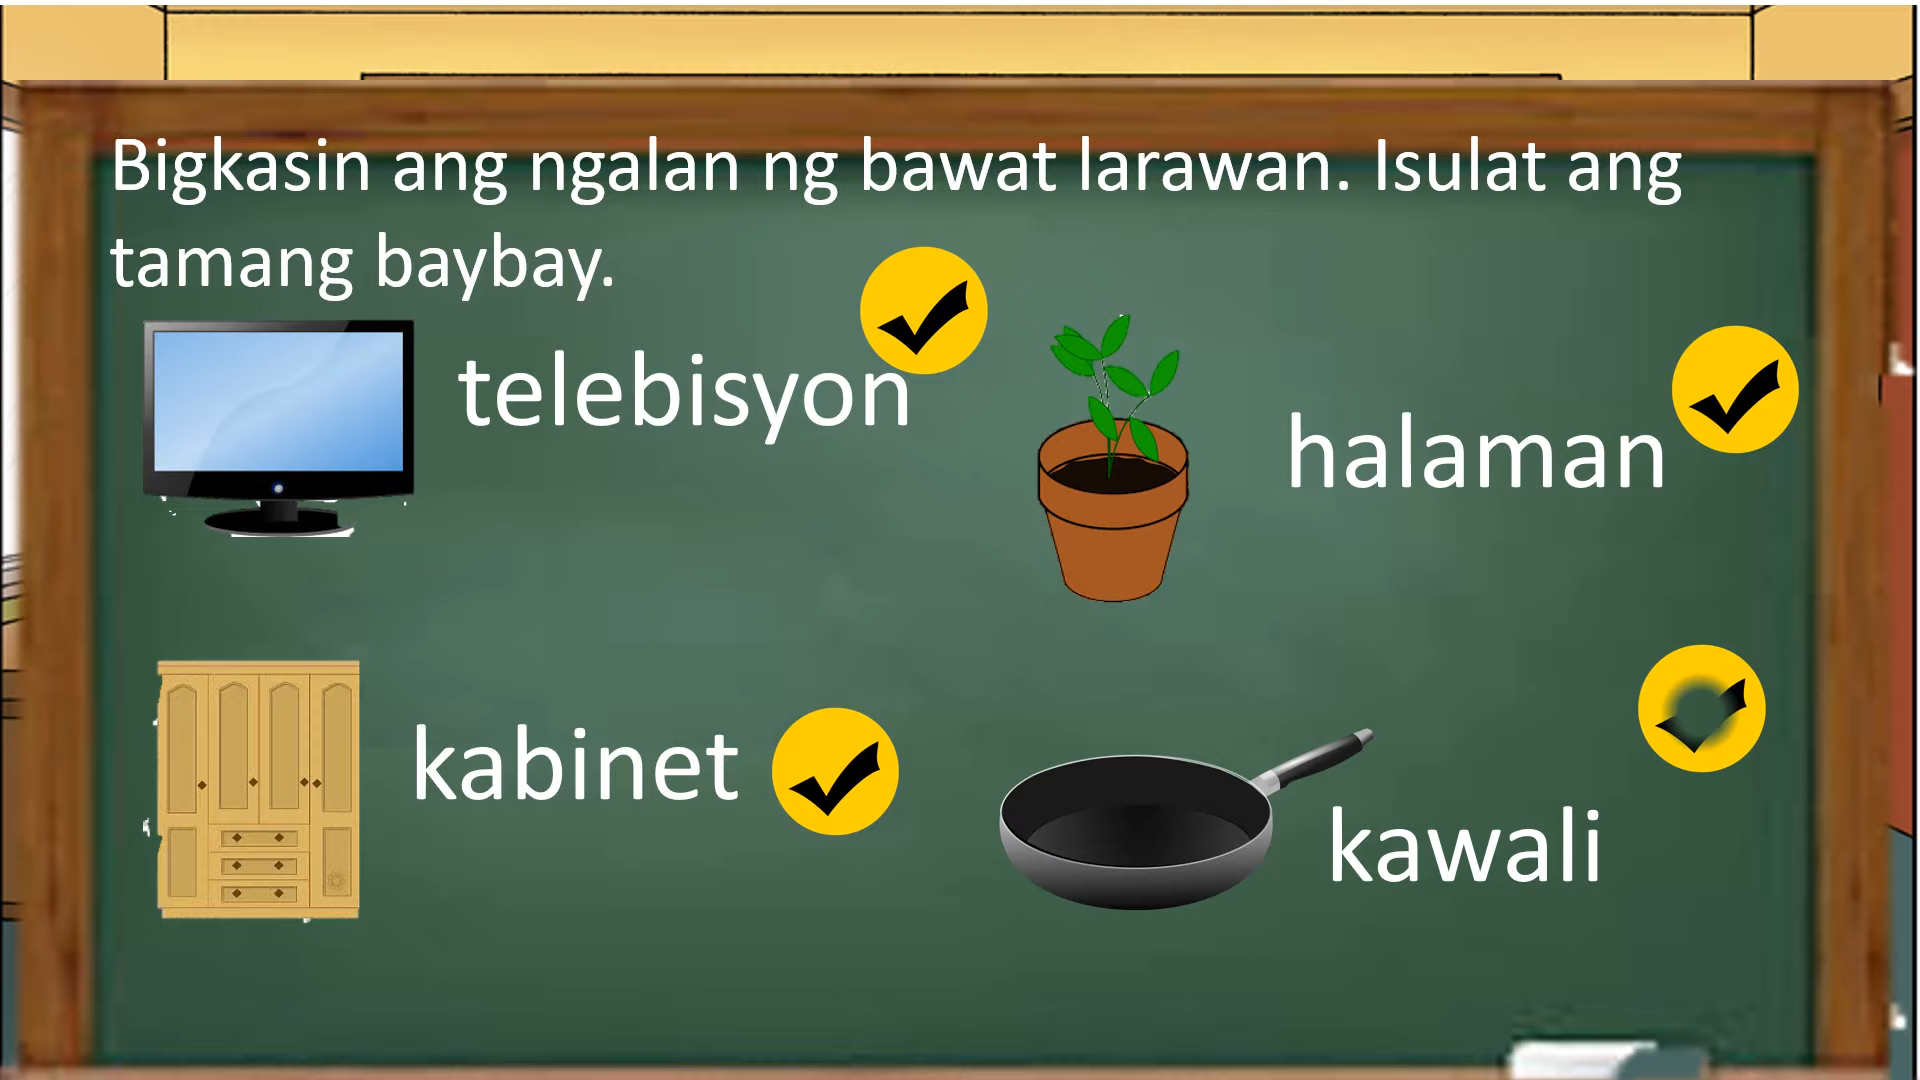 Bigkasin ang ngalan ng bawat larawan. Isulat ang
tamang baybay.
telebisyon
halaman
kabinet
kawali